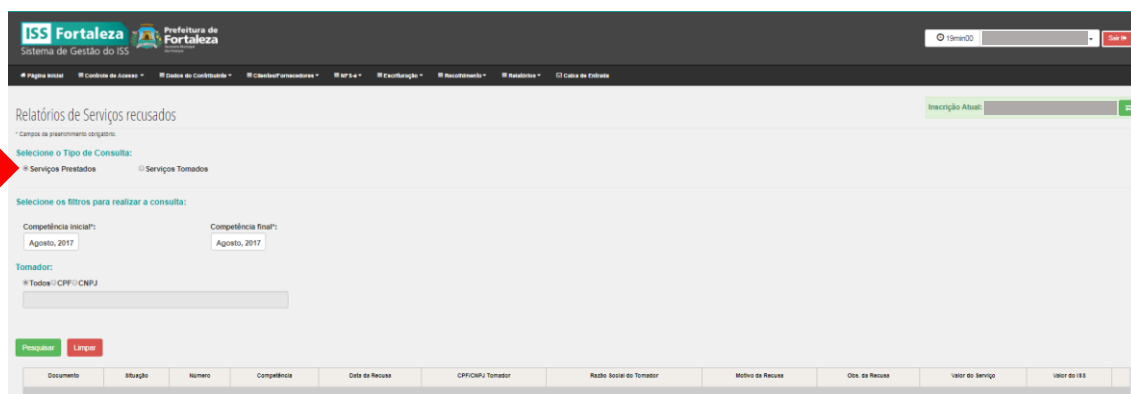 ISS Fortaleza
Sistema de Gestão do ISS
Prefeitura de
Fortaleza
19min00
Sair
Página Inicial Controle de Acesso Dados do Contribuinte Clientes/Fornecedores NFS-e Escrituração Recolhimento Relatórios Caixa de Entrada
Relatórios de Serviços recusados
Inscrição Atual:
* Campos de preenchimento obrigatório.
Selecione o Tipo de Consulta:
Serviços Prestados Serviços Tomados
Selecione os filtros para realizar a consulta:
Competência inicial*: Competência final*:
Agosto, 2017 Agosto, 2017
Tomador:
Todos CPF CNPJ
Pesquisar Limpar
Documento Situação Número Competência Data da Recusa CPF/CNPJ Tomador Razão Social do Tomador Motivo da Recusa Obs. da Recusa Valor do Serviço Valor do ISS